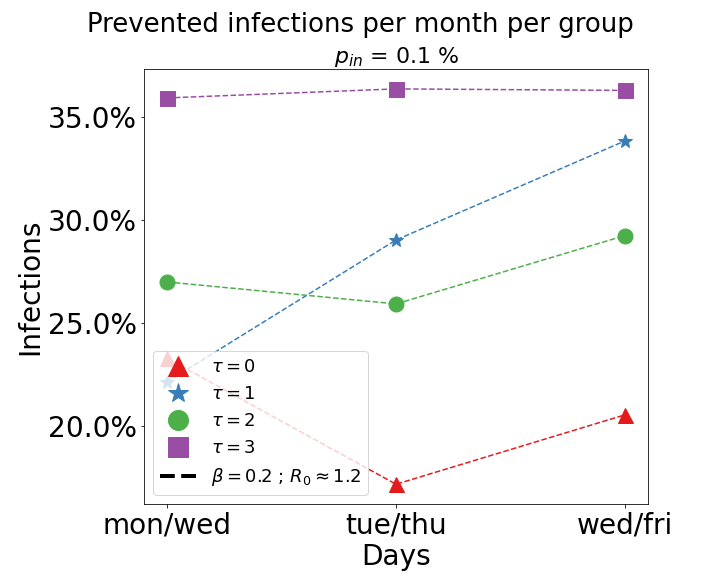 Prevented infections per month per group
p_in = 0.1 %
35.0%
30.0%
25.0%
20.0%
Infections
τ = 0
τ = 1
τ = 2
τ = 3
β = 0.2 ; R₀ ≈ 1.2
mon/wed tue/thu wed/fri
Days